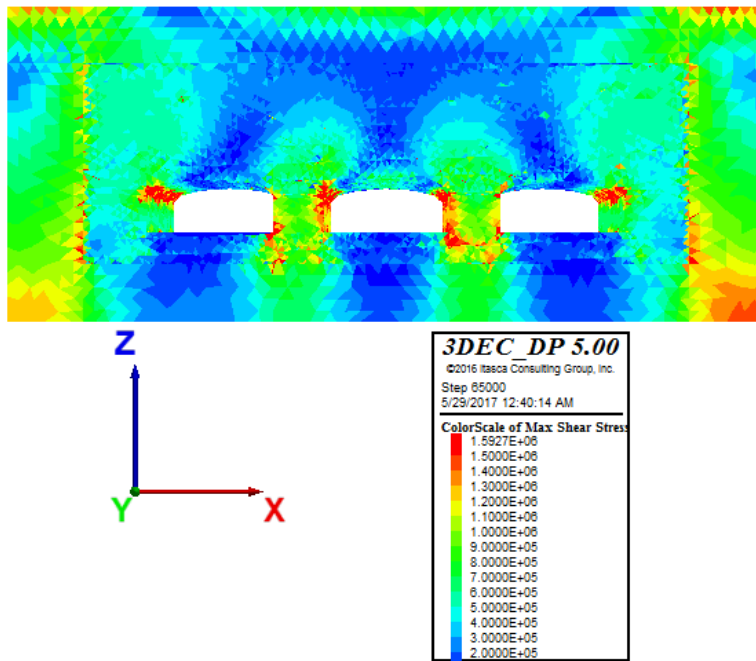 Z
Y
X
3DEC_DP 5.00
©2016 Itasca Consulting Group, Inc.
Step 65000
5/29/2017 12:40:14 AM
ColorScale of Max Shear Stress
1.5927E+06
1.5000E+06
1.4000E+06
1.3000E+06
1.2000E+06
1.1000E+06
1.0000E+06
9.0000E+05
8.0000E+05
7.0000E+05
6.0000E+05
5.0000E+05
4.0000E+05
3.0000E+05
2.0000E+05